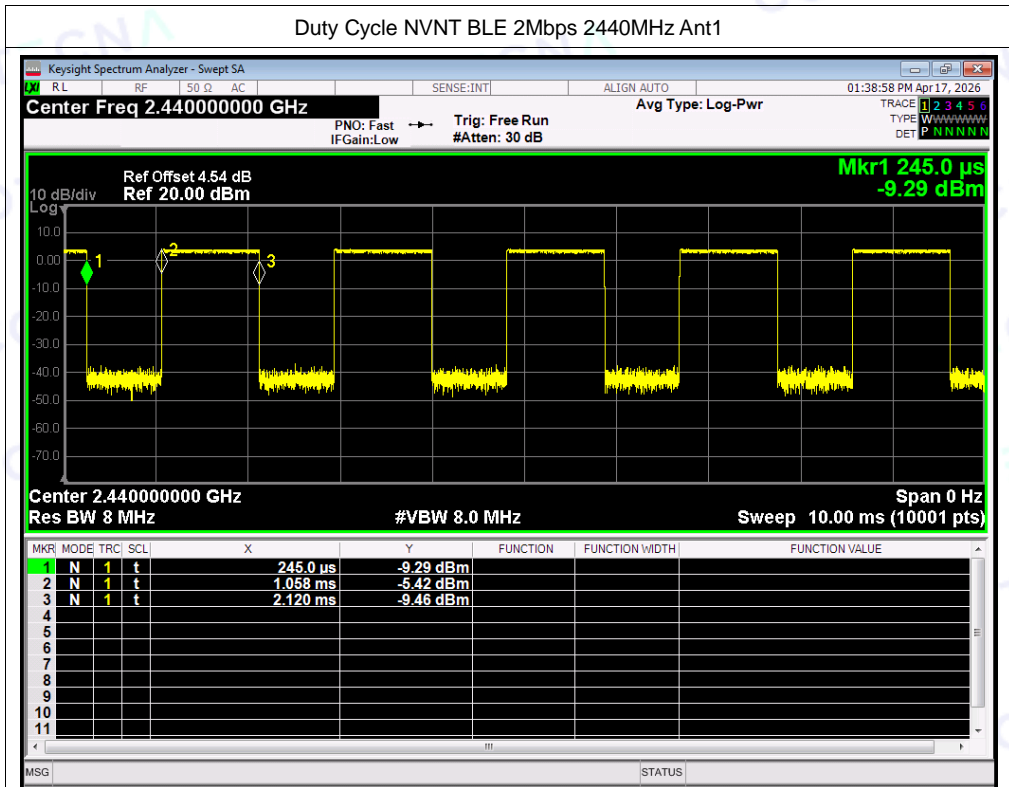 Duty Cycle NVNT BLE 2Mbps 2440MHz Ant1
Keysight Spectrum Analyzer - Swept SA
LXI RL RF 50 Ω AC SENSE:INT ALIGN AUTO 01:38:58 PM Apr 17, 2026
Center Freq 2.440000000 GHz Avg Type: Log-Pwr TRACE 1 2 3 4 5 6
PNO: Fast Trig: Free Run TYPE WWWWWWW
IFGain:Low #Atten: 30 dB DET P N N N N N
Mkr1 245.0 µs
-9.29 dBm
Ref Offset 4.54 dB
10 dB/div Ref 20.00 dBm
Log
10.0
0.00
-10.0
-20.0
-30.0
-40.0
-50.0
-60.0
-70.0
1
2
3
Center 2.440000000 GHz Span 0 Hz
Res BW 8 MHz #VBW 8.0 MHz Sweep 10.00 ms (10001 pts)
MKR MODE TRC SCL X Y FUNCTION FUNCTION WIDTH FUNCTION VALUE
1 N 1 t 245.0 µs -9.29 dBm
2 N 1 t 1.058 ms -5.42 dBm
3 N 1 t 2.120 ms -9.46 dBm
4
5
6
7
8
9
10
11
MSG STATUS